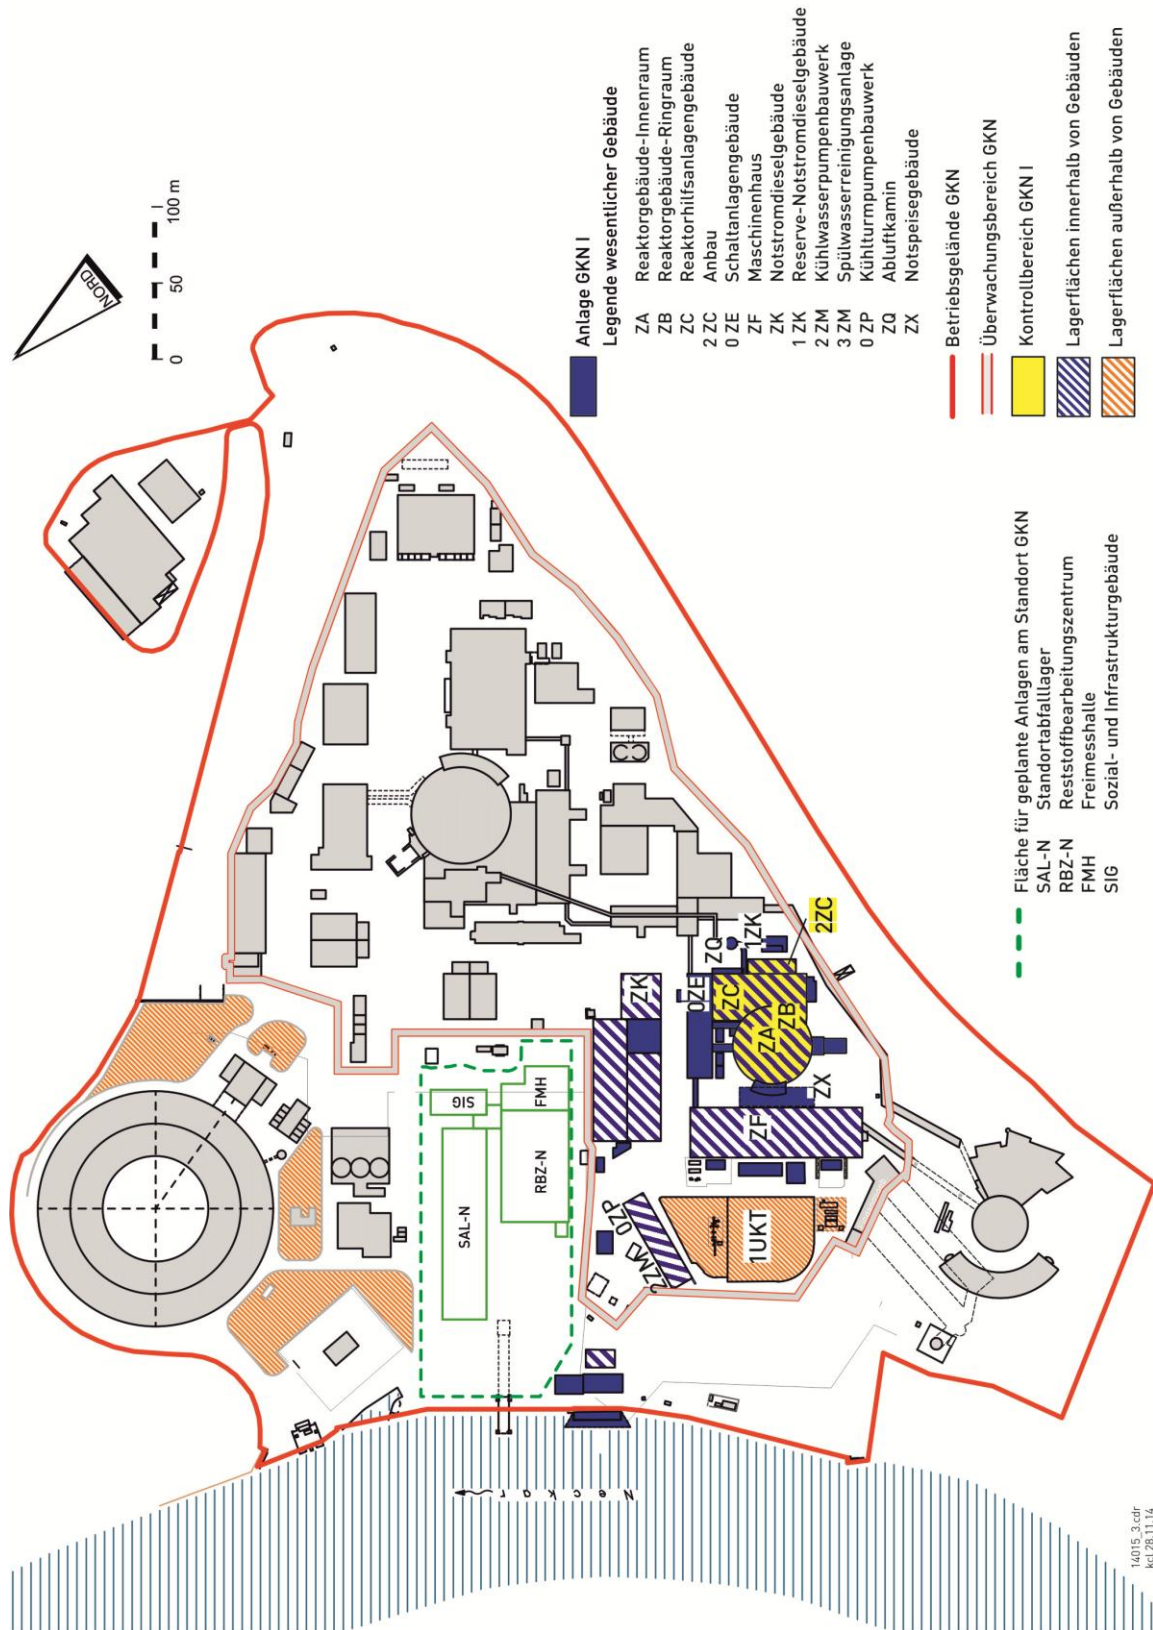 NORD
0 50 100 m
Anlage GKN I
Legende wesentlicher Gebäude
ZA Reaktorgebäude-Innenraum
ZB Reaktorgebäude-Ringraum
ZC Reaktorhilfsanlagengebäude
2 ZC Anbau
0 ZE Schaltanlagengebäude
ZF Maschinenhaus
ZK Notstromdieselgebäude
1 ZK Reserve-Notstromdieselgebäude
2 ZM Kühlwasserpumpenbauwerk
3 ZM Spülwasserreinigungsanlage
0 ZP Kühlturmpumpenbauwerk
ZQ Abluftkamin
ZX Notspeisegebäude
Betriebsgelände GKN
Überwachungsbereich GKN
Kontrollbereich GKN I
Lagerflächen innerhalb von Gebäuden
Lagerflächen außerhalb von Gebäuden
Fläche für geplante Anlagen am Standort GKN
SAL-N Standortabfalllager
RBZ-N Reststoffbearbeitungszentrum
FMH Freimesshalle
SIG Sozial- und Infrastrukturgebäude
SIG
FMH
SAL-N
RBZ-N
ZK
0ZE
ZQ
1ZK
2ZC
ZC
ZA
ZB
ZX
ZF
0ZP
1UKT
Neckar
14015_3.cdr
kcl 28.11.14